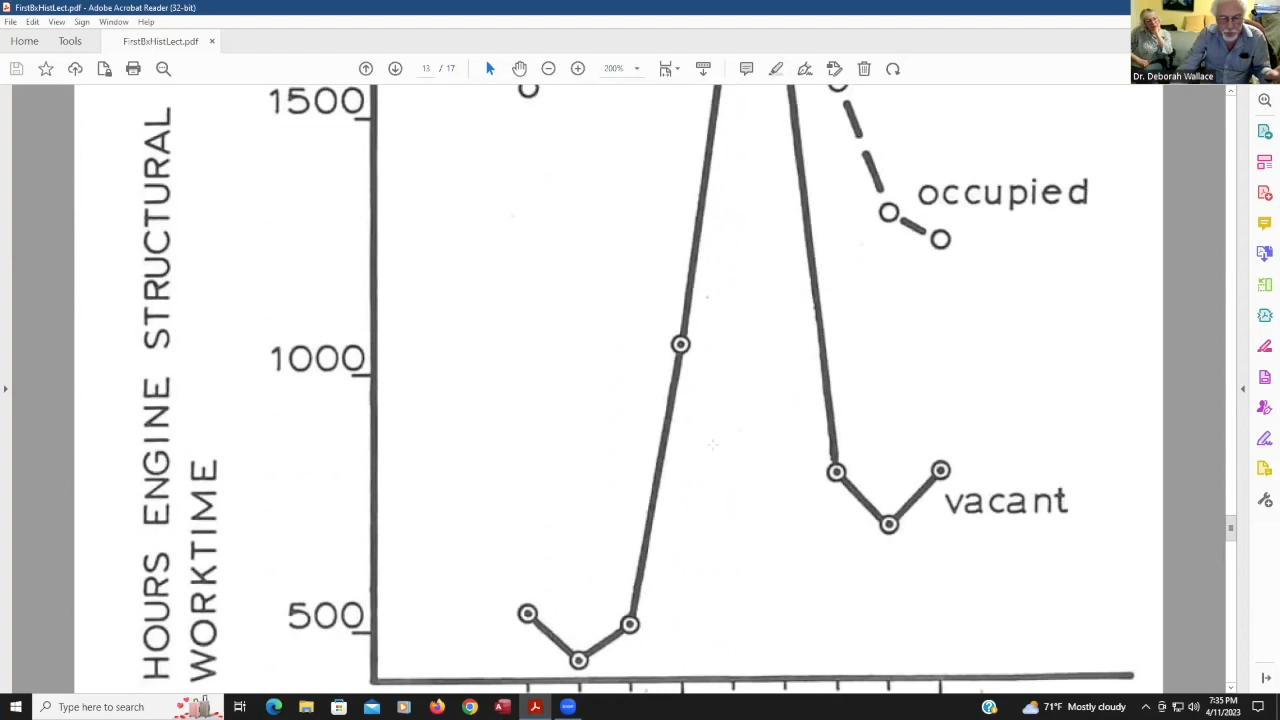 FirstBxHistLect.pdf - Adobe Acrobat Reader (32-bit)
File Edit View Sign Window Help
Home Tools FirstBxHistLect.pdf ×
13 / 17 200%
Dr. Deborah Wallace
HOURS ENGINE STRUCTURAL
WORKTIME
1500
1000
500
occupied
vacant
Type here to search
71°F Mostly cloudy
7:35 PM
4/11/2023